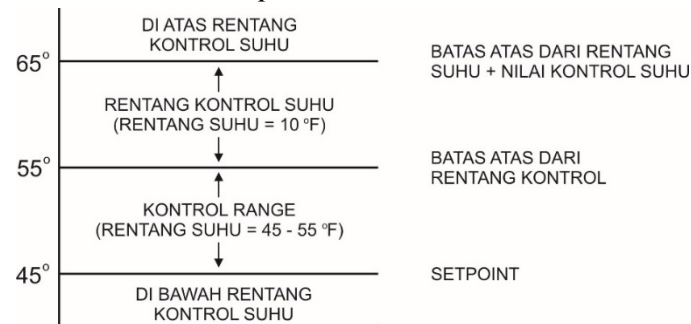 DI ATAS RENTANG
KONTROL SUHU
65°
BATAS ATAS DARI RENTANG
SUHU + NILAI KONTROL SUHU
RENTANG KONTROL SUHU
(RENTANG SUHU = 10 °F)
55°
BATAS ATAS DARI
RENTANG KONTROL
KONTROL RANGE
(RENTANG SUHU = 45 - 55 °F)
45°
SETPOINT
DI BAWAH RENTANG
KONTROL SUHU